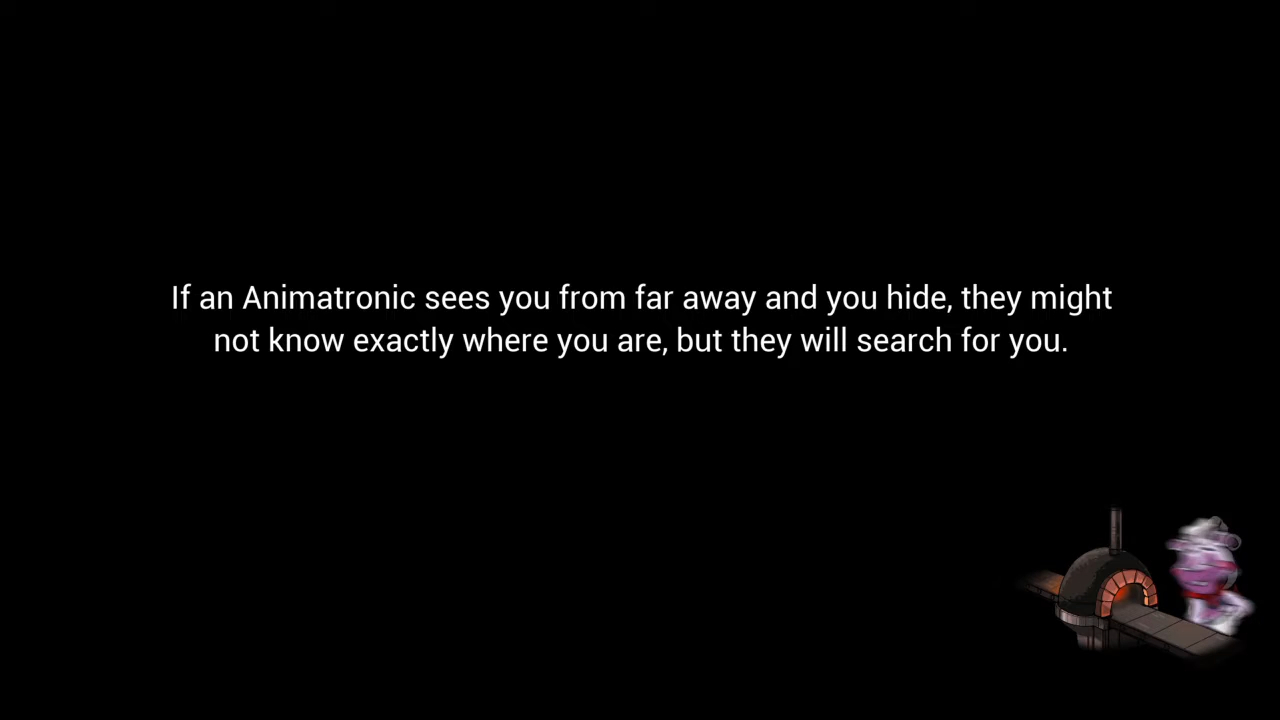 If an Animatronic sees you from far away and you hide, they might
not know exactly where you are, but they will search for you.